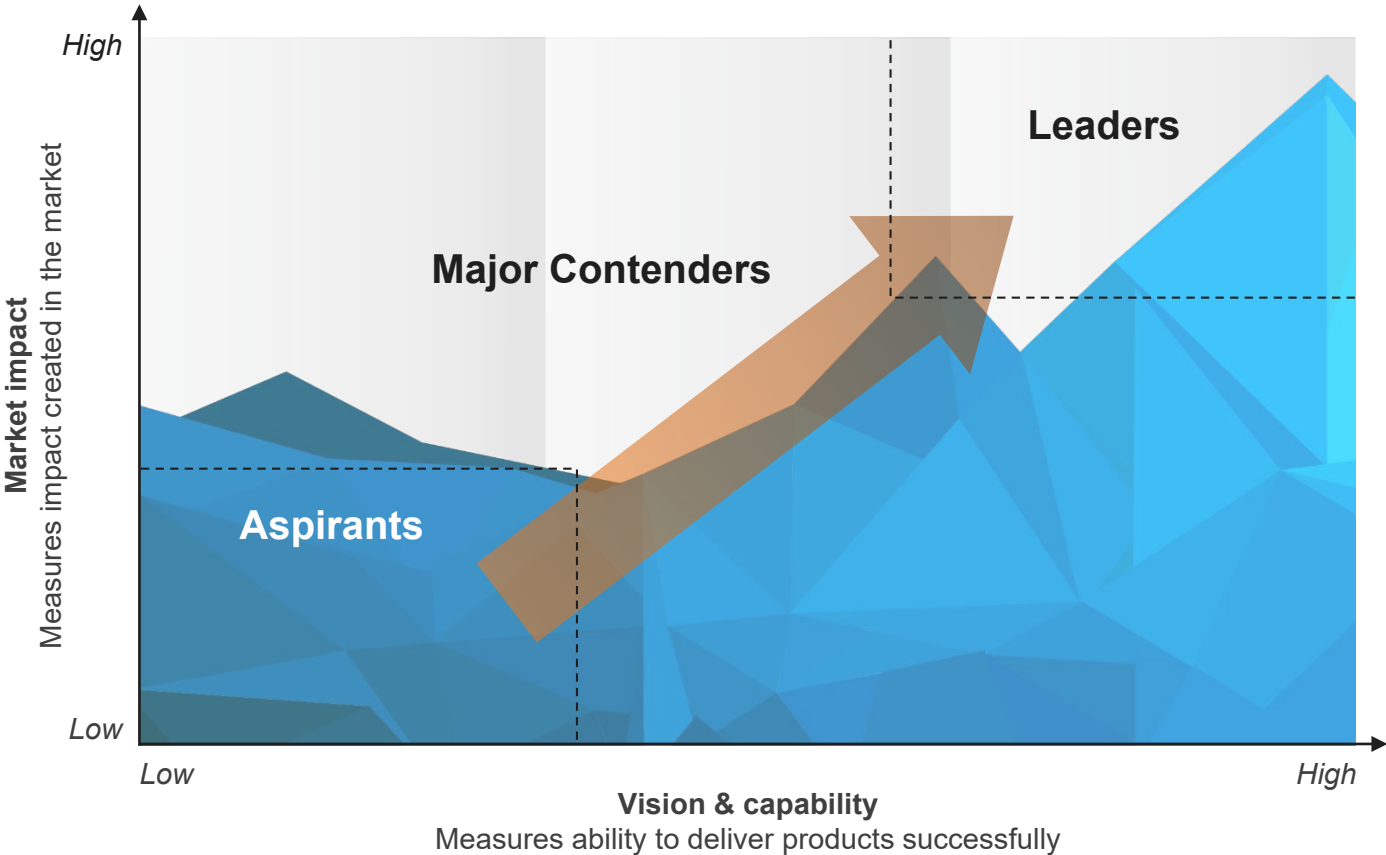 High
Leaders
Major Contenders
Market impact
Measures impact created in the market
Aspirants
Low
Low
High
Vision & capability
Measures ability to deliver products successfully